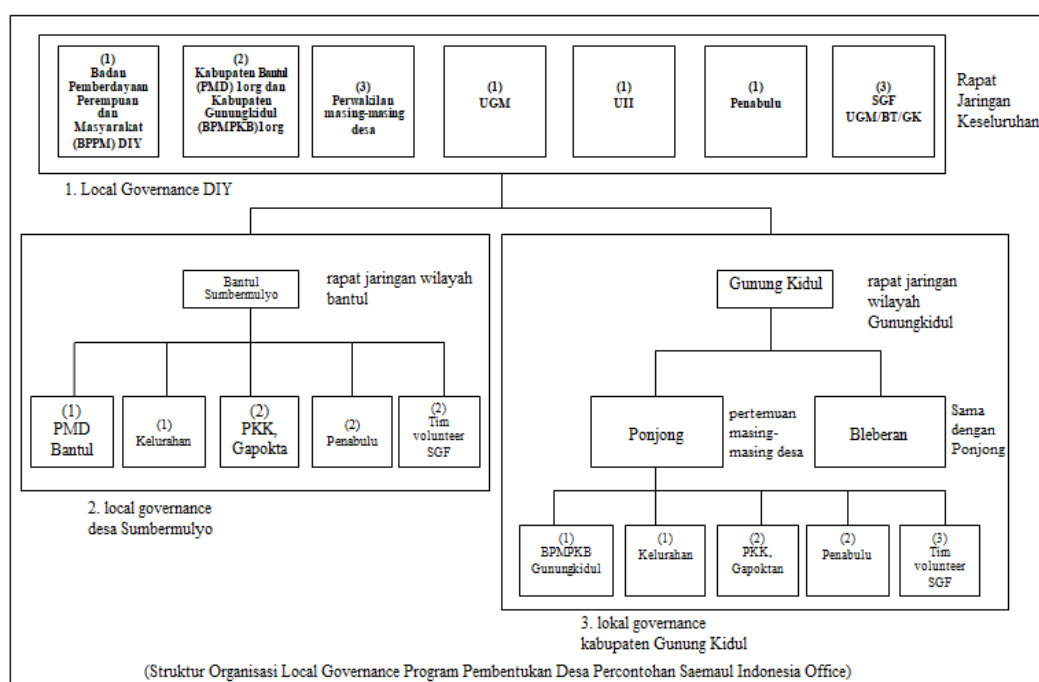 (1)
Badan
Pemberdayaan
Perempuan
dan
Masyarakat
(BPPM) DIY
(2)
Kabupaten Bantul
(PMD) 1org dan
Kabupaten
Gunungkidul
(BPMPKB)1org
(3)
Perwakilan
masing-masing
desa
(1)
UGM
(1)
UII
(1)
Penabulu
(3)
SGF
UGM/BT/GK
Rapat
Jaringan
Keseluruhan
1. Local Governance DIY
Bantul
Sumbermulyo
rapat jaringan wilayah
bantul
(1)
PMD
Bantul
(1)
Kelurahan
(2)
PKK,
Gapokta
(2)
Penabulu
(2)
Tim
volunteer
SGF
2. local governance
desa Sumbermulyo
Gunung Kidul
rapat jaringan
wilayah
Gunungkidul
Ponjong
pertemuan
masing-
masing desa
Bleberan
Sama
dengan
Ponjong
(1)
BPMPKB
Gunungkidul
(1)
Kelurahan
(2)
PKK,
Gapoktan
(2)
Penabulu
(3)
Tim
volunteer
SGF
3. lokal governance
kabupaten Gunung Kidul
(Struktur Organisasi Local Governance Program Pembentukan Desa Percontohan Saemaul Indonesia Office)